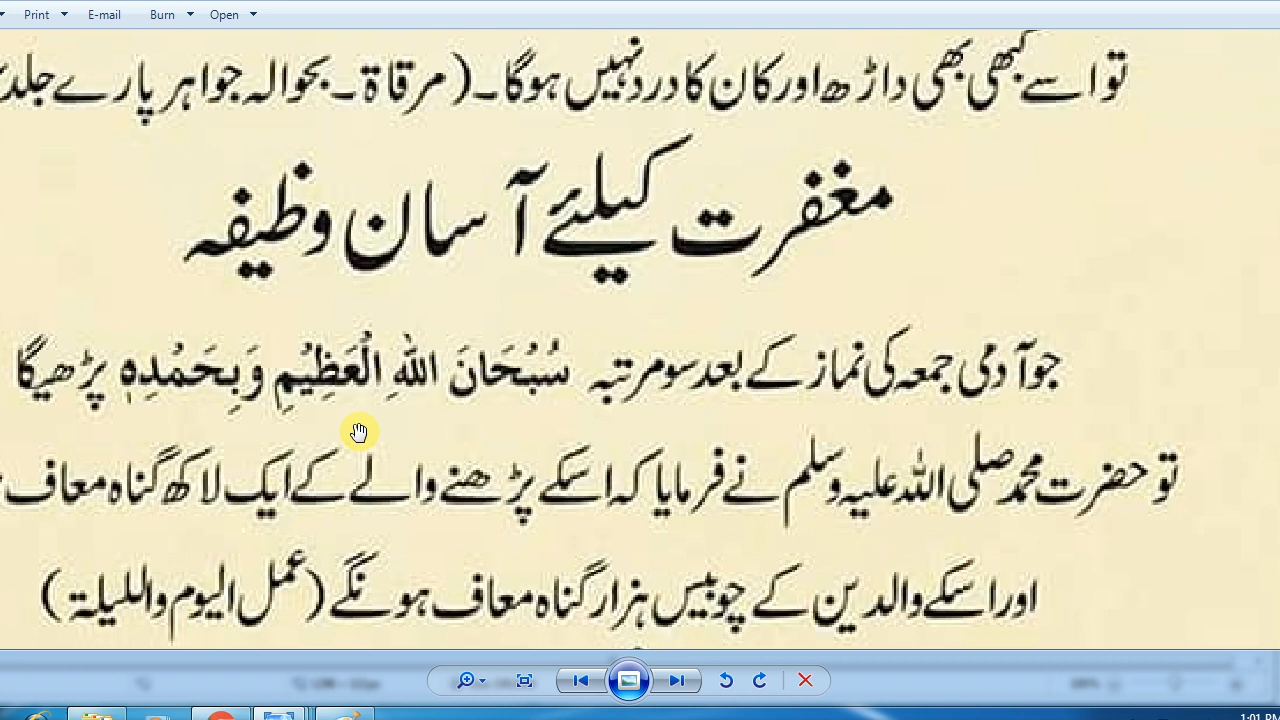 Print E-mail Burn Open
تو اسے کبھی بھی داڑھ اور کان کا درد نہیں ہوگا۔ (مرقاۃ۔ بحوالہ جواہر پارے جلد
مغفرت کیلئے آسان وظیفہ
جو آدمی جمعہ کی نماز کے بعد سو مرتبہ سُبْحَانَ اللهِ الْعَظِيْمِ وَبِحَمْدِهٖ پڑھیگا
تو حضرت محمد صلی اللہ علیہ وسلم نے فرمایا کہ اسکے پڑھنے والے کے ایک لاکھ گناہ معاف
اور اسکے والدین کے چوبیس ہزار گناہ معاف ہونگے (عمل الیوم واللیلۃ)